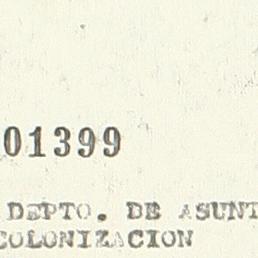 01399
DEPTO. DE ASUNT
COLONIZACION